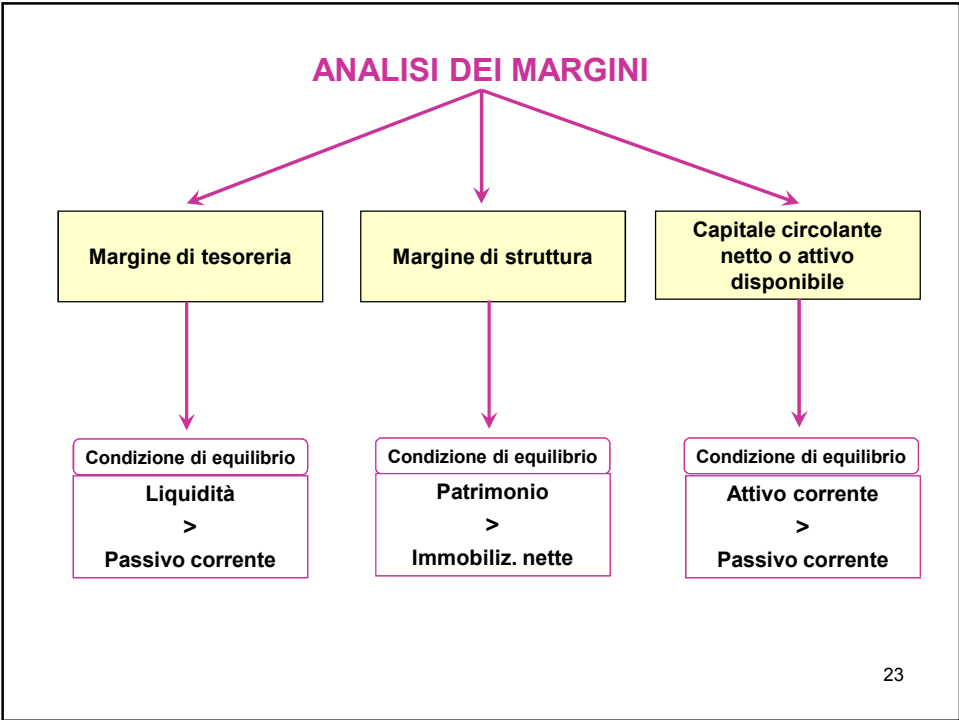 ANALISI DEI MARGINI
Margine di tesoreria
Margine di struttura
Capitale circolante
netto o attivo
disponibile
Condizione di equilibrio
Liquidità
>
Passivo corrente
Condizione di equilibrio
Patrimonio
>
Immobiliz. nette
Condizione di equilibrio
Attivo corrente
>
Passivo corrente
23